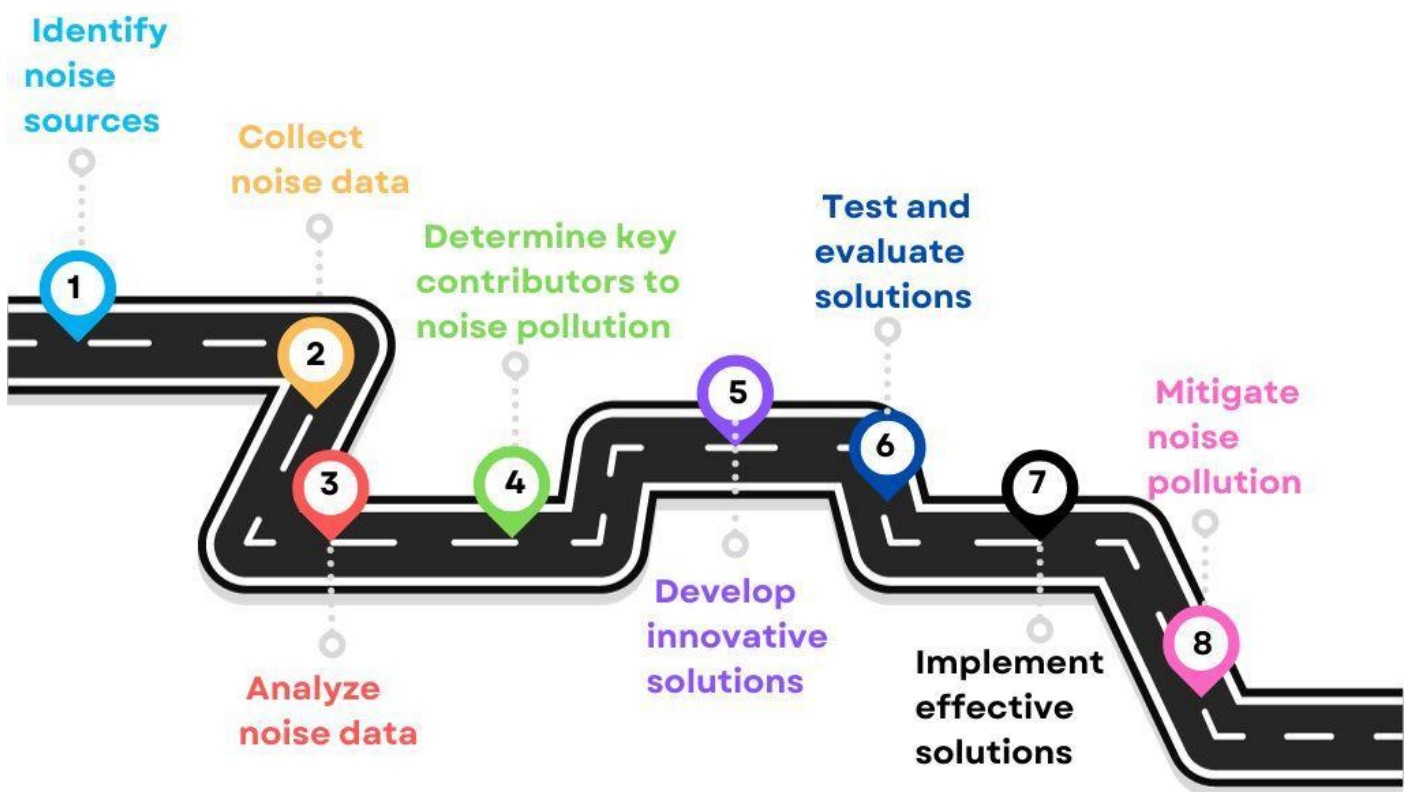 Identify
noise
sources
1
Collect
noise data
2
Analyze
noise data
3
Determine key
contributors to
noise pollution
4
Develop
innovative
solutions
5
Test and
evaluate
solutions
6
Implement
effective
solutions
7
Mitigate
noise
pollution
8